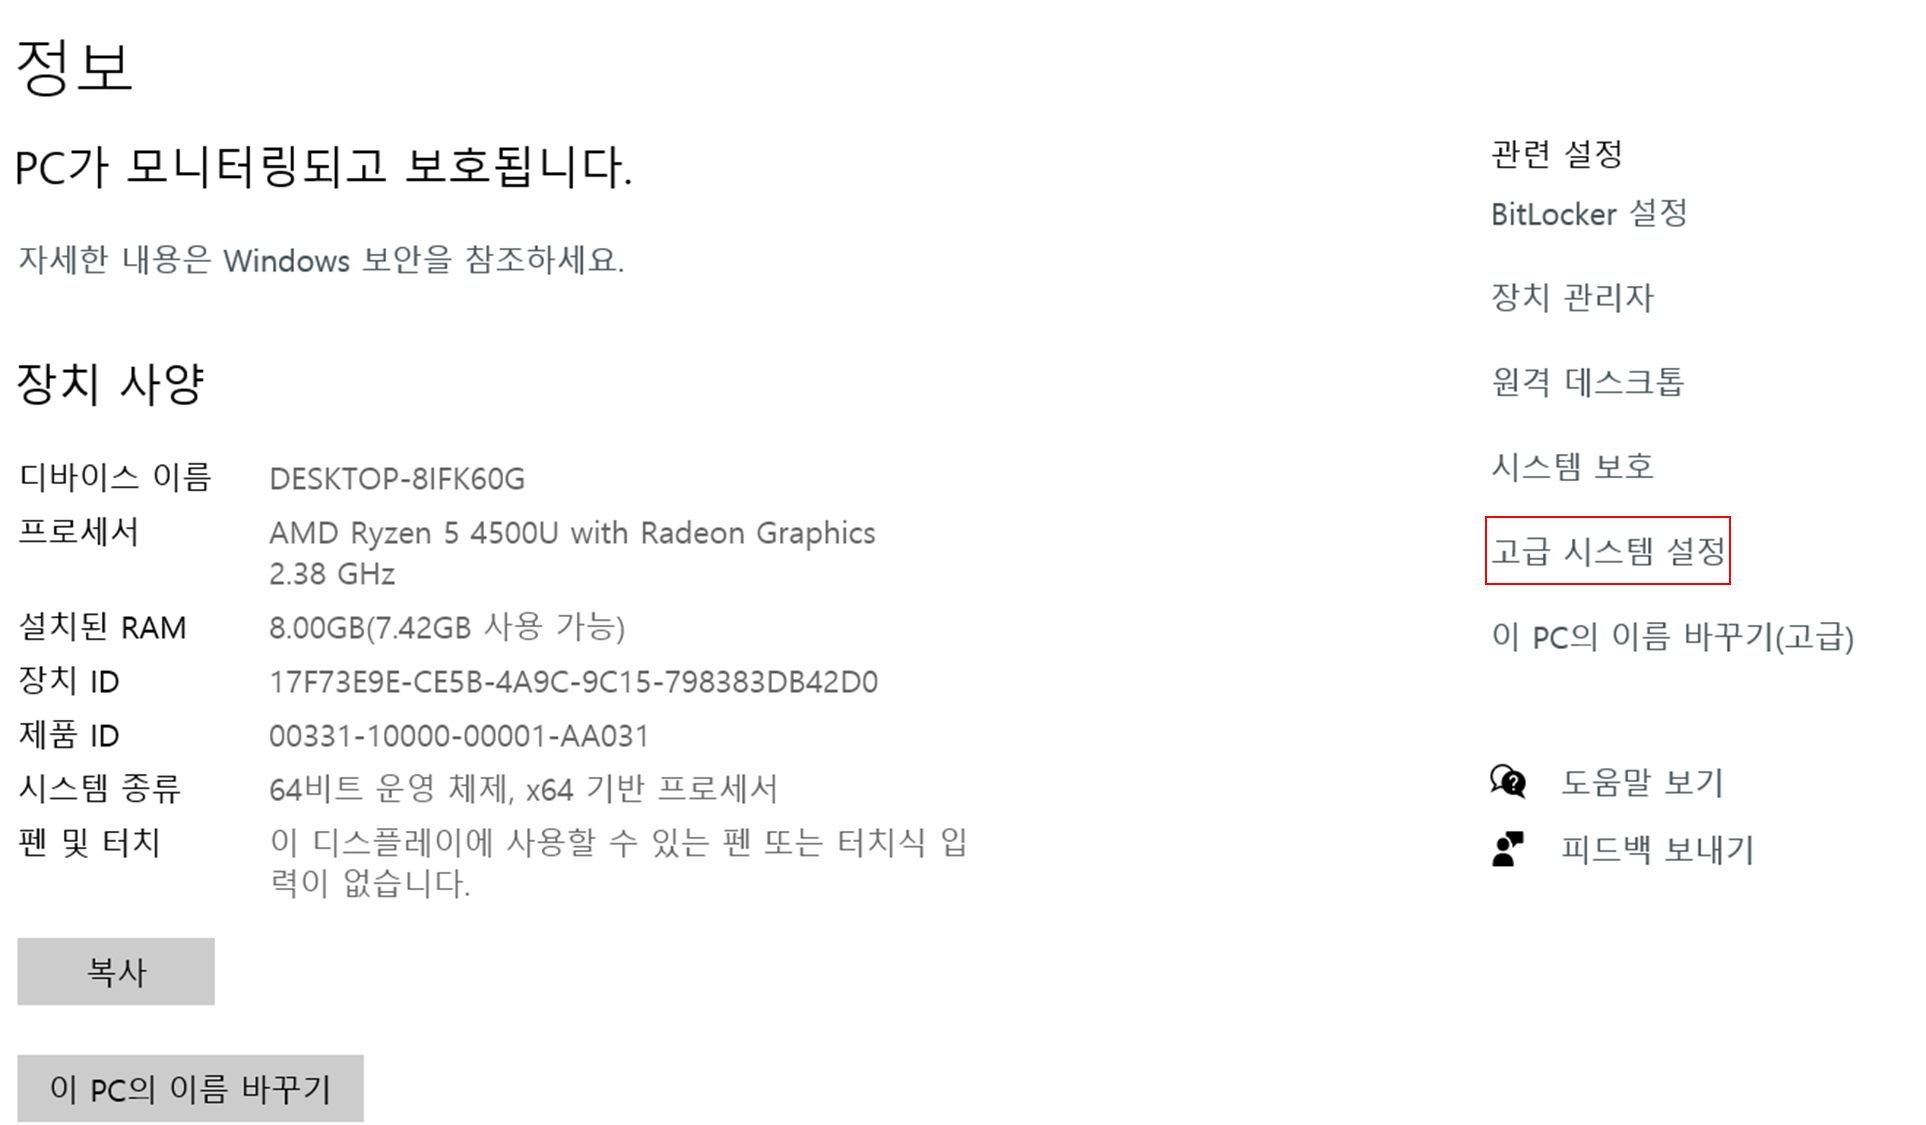 정보
PC가 모니터링되고 보호됩니다.
자세한 내용은 Windows 보안을 참조하세요.
장치 사양
디바이스 이름 DESKTOP-8IFK60G
프로세서 AMD Ryzen 5 4500U with Radeon Graphics
2.38 GHz
설치된 RAM 8.00GB(7.42GB 사용 가능)
장치 ID 17F73E9E-CE5B-4A9C-9C15-798383DB42D0
제품 ID 00331-10000-00001-AA031
시스템 종류 64비트 운영 체제, x64 기반 프로세서
펜 및 터치 이 디스플레이에 사용할 수 있는 펜 또는 터치식 입
력이 없습니다.
복사
이 PC의 이름 바꾸기
관련 설정
BitLocker 설정
장치 관리자
원격 데스크톱
시스템 보호
고급 시스템 설정
이 PC의 이름 바꾸기(고급)
도움말 보기
피드백 보내기